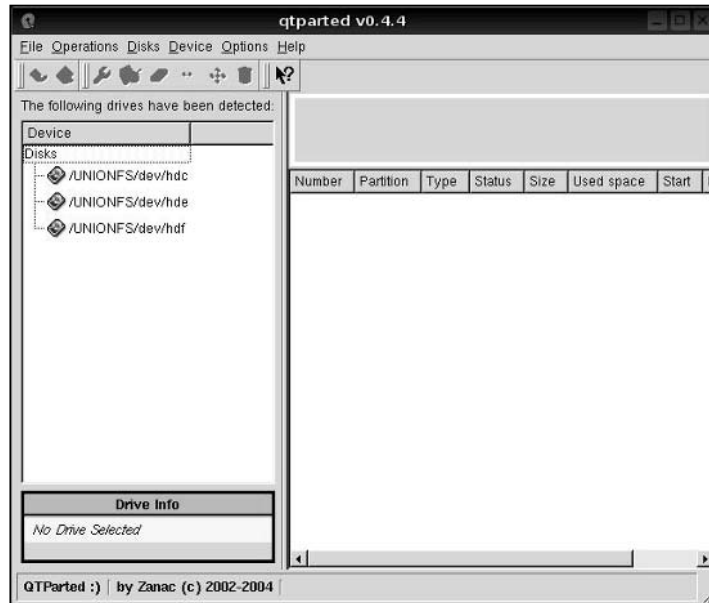 qtparted v0.4.4
File Operations Disks Device Options Help
The following drives have been detected:
Device
Disks
/UNIONFS/dev/hdc
/UNIONFS/dev/hde
/UNIONFS/dev/hdf
Number Partition Type Status Size Used space Start
Drive Info
No Drive Selected
QTParted :) by Zanac (c) 2002-2004